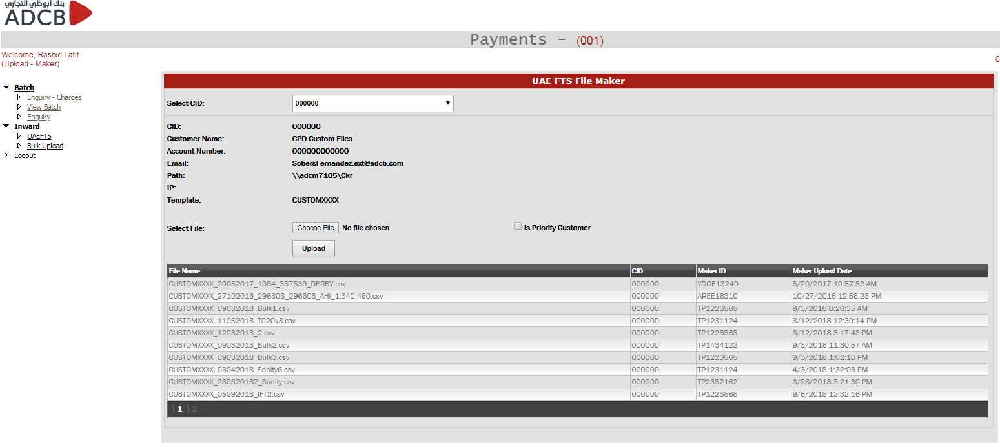 بنك أبوظبي التجاري
ADCB
Payments - (001)
Welcome, Rashid Latif
(Upload - Maker)
0
Batch
Enquiry - Charges
View Batch
Enquiry
Inward
UAEFTS
Bulk Upload
Logout
UAE FTS File Maker
Select CID: 000000
CID: 000000
Customer Name: CPD Custom Files
Account Number: 000000000000
Email: SobersFernandez.ext@adcb.com
Path: \\adcm7105\Ckr
IP:
Template: CUSTOMXXXX
Select File: Choose File No file chosen Is Priority Customer
Upload
File Name CID Maker ID Maker Upload Date
CUSTOMXXXX_20052017_1084_357539_DERBY.csv 000000 YOGE13249 5/20/2017 10:57:52 AM
CUSTOMXXXX_27102016_296808_296808_AHI_1,340,450.csv 000000 AREE16310 10/27/2016 12:58:23 PM
CUSTOMXXXX_09032018_Bulk1.csv 000000 TP1223565 9/3/2018 8:20:35 AM
CUSTOMXXXX_11052018_TC20v3.csv 000000 TP1231124 3/12/2018 12:39:14 PM
CUSTOMXXXX_12032018_2.csv 000000 TP1223565 3/12/2018 3:17:43 PM
CUSTOMXXXX_09032018_Bulk2.csv 000000 TP1434122 9/3/2018 11:30:57 AM
CUSTOMXXXX_09032018_Bulk3.csv 000000 TP1223565 9/3/2018 1:02:10 PM
CUSTOMXXXX_03042018_Sanity6.csv 000000 TP1231124 4/3/2018 1:32:03 PM
CUSTOMXXXX_280320182_Sanity.csv 000000 TP2352162 3/28/2018 3:21:30 PM
CUSTOMXXXX_05092018_IFT2.csv 000000 TP1223565 9/5/2018 12:32:16 PM
1 2